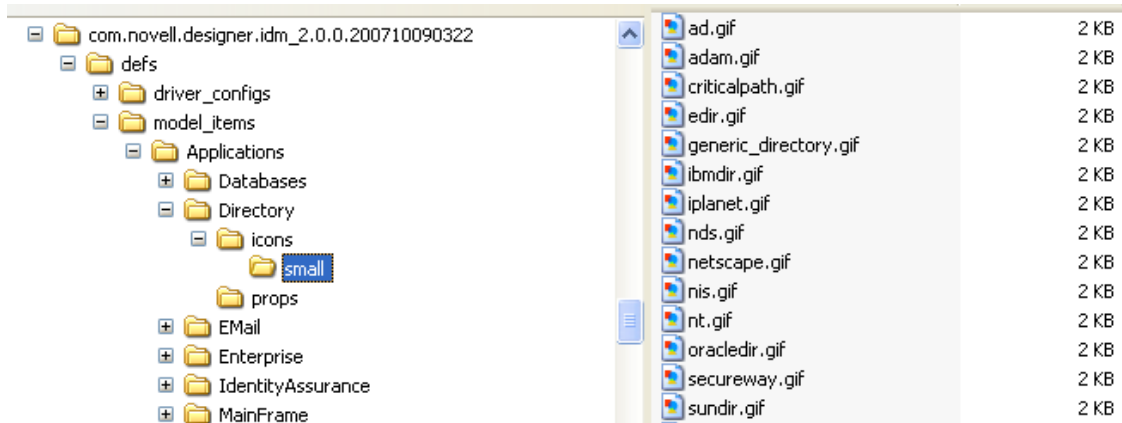 com.novell.designer.idm_2.0.0.200710090322
defs
driver_configs
model_items
Applications
Databases
Directory
icons
small
props
EMail
Enterprise
IdentityAssurance
MainFrame
ad.gif 2 KB
adam.gif 2 KB
criticalpath.gif 2 KB
edir.gif 2 KB
generic_directory.gif 2 KB
ibmdir.gif 2 KB
iplanet.gif 2 KB
nds.gif 2 KB
netscape.gif 2 KB
nis.gif 2 KB
nt.gif 2 KB
oracledir.gif 2 KB
secureway.gif 2 KB
sundir.gif 2 KB